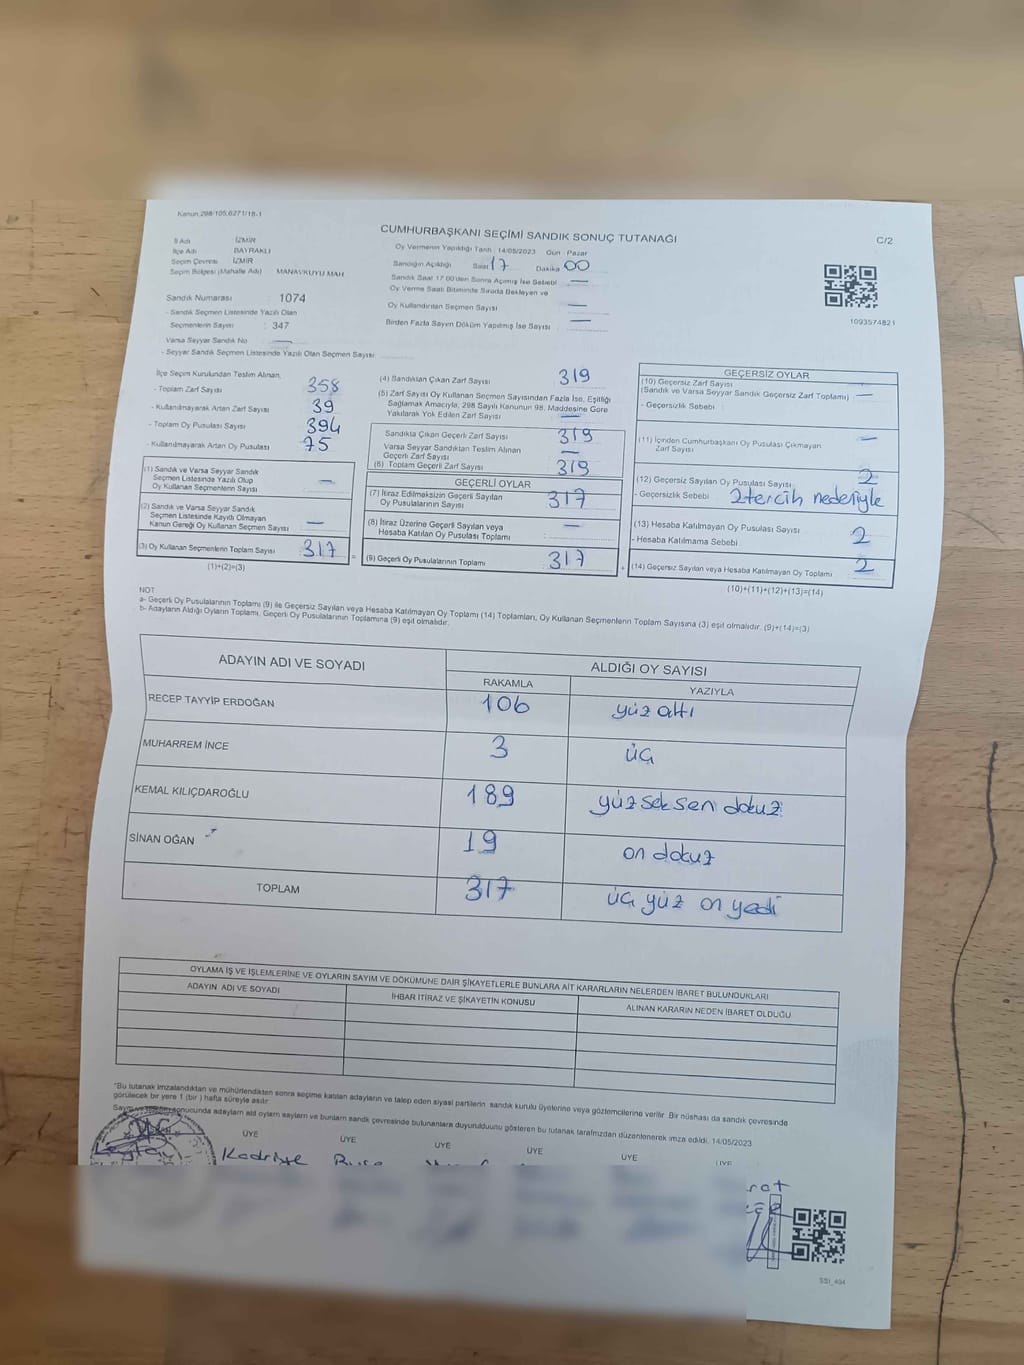 Kanun:298/105,6271/18-1
CUMHURBAŞKANI SEÇİMİ SANDIK SONUÇ TUTANAĞI
C/2
İl Adı : İZMİR
İlçe Adı BAYRAKLI
Seçim Çevresi : İZMİR
Seçim Bölgesi (Mahalle Adı) : MANAVKUYU MAH
Oy Vermenin Yapıldığı Tarih : 14/05/2023 Gün : Pazar
Sandığın Açıldığı Saat 17 Dakika 00
Sandık Saat 17:00'den Sonra Açılmış İse Sebebi —
Oy Verme Saati Bitiminde Sırada Bekleyen ve
Oy Kullandırılan Seçmen Sayısı —
Birden Fazla Sayım Döküm Yapılmış İse Sayısı —
1093574821
Sandık Numarası : 1074
- Sandık Seçmen Listesinde Yazılı Olan
Seçmenlerin Sayısı : 347
Varsa Seyyar Sandık No —
- Seyyar Sandık Seçmen Listesinde Yazılı Olan Seçmen Sayısı
İlçe Seçim Kurulundan Teslim Alınan,
- Toplam Zarf Sayısı 358
- Kullanılmayarak Artan Zarf Sayısı 39
- Toplam Oy Pusulası Sayısı 394
- Kullanılmayarak Artan Oy Pusulası 75
(1) Sandık ve Varsa Seyyar Sandık
Seçmen Listesinde Yazılı Olup
Oy Kullanan Seçmenlerin Sayısı —
(2) Sandık ve Varsa Seyyar Sandık
Seçmen Listesinde Kayıtlı Olmayan
Kanun Gereği Oy Kullanan Seçmen Sayısı —
(3) Oy Kullanan Seçmenlerin Toplam Sayısı 317
(1)+(2)=(3)
(4) Sandıktan Çıkan Zarf Sayısı 319
(5) Zarf Sayısı Oy Kullanan Seçmen Sayısından Fazla İse, Eşitliği
Sağlamak Amacıyla, 298 Sayılı Kanunun 98. Maddesine Göre
Yakılarak Yok Edilen Zarf Sayısı —
Sandıkta Çıkan Geçerli Zarf Sayısı 319
Varsa Seyyar Sandıktan Teslim Alınan
Geçerli Zarf Sayısı —
(6) Toplam Geçerli Zarf Sayısı 319
GEÇERLİ OYLAR
(7) İtiraz Edilmeksizin Geçerli Sayılan
Oy Pusulalarının Sayısı 317
(8) İtiraz Üzerine Geçerli Sayılan veya
Hesaba Katılan Oy Pusulası Toplamı —
(9) Geçerli Oy Pusulalarının Toplamı 317
GEÇERSİZ OYLAR
(10) Geçersiz Zarf Sayısı
(Sandık ve Varsa Seyyar Sandık Geçersiz Zarf Toplamı) —
- Geçersizlik Sebebi :
(11) İçinden Cumhurbaşkanı Oy Pusulası Çıkmayan
Zarf Sayısı —
(12) Geçersiz Sayılan Oy Pusulası Sayısı 2
- Geçersizlik Sebebi 2 tercih nedeniyle
(13) Hesaba Katılmayan Oy Pusulası Sayısı
- Hesaba Katılmama Sebebi 2
(14) Geçersiz Sayılan veya Hesaba Katılmayan Oy Toplamı 2
(10)+(11)+(12)+(13)=(14)
NOT
a- Geçerli Oy Pusulalarının Toplamı (9) ile Geçersiz Sayılan veya Hesaba Katılmayan Oy Toplamı (14) Toplamları, Oy Kullanan Seçmenlerin Toplam Sayısına (3) eşit olmalıdır. (9)+(14)=(3)
b- Adayların Aldığı Oyların Toplamı, Geçerli Oy Pusulalarının Toplamına (9) eşit olmalıdır.
ADAYIN ADI VE SOYADI ALDIĞI OY SAYISI
RAKAMLA YAZIYLA
RECEP TAYYİP ERDOĞAN 106 yüz altı
MUHARREM İNCE 3 üç
KEMAL KILIÇDAROĞLU 189 yüz seksen dokuz
SİNAN OĞAN 19 on dokuz
TOPLAM 317 üç yüz on yedi
OYLAMA İŞ VE İŞLEMLERİNE VE OYLARIN SAYIM VE DÖKÜMÜNE DAİR ŞİKAYETLERLE BUNLARA AİT KARARLARIN NELERDEN İBARET BULUNDUKLARI
ADAYIN ADI VE SOYADI İHBAR İTİRAZ VE ŞİKAYETİN KONUSU ALINAN KARARIN NEDEN İBARET OLDUĞU
*Bu tutanak imzalandıktan ve mühürlendikten sonra seçime katılan adayların ve talep eden siyasi partilerin sandık kurulu üyelerine veya gözlemcilerine verilir. Bir nüshası da sandık çevresinde
görülecek bir yere 1 (bir) hafta süreyle asılır.
sonucunda adayların aldı oyların sayıları ve bunların sandık çevresinde bulunanlara duyurulduunu gösteren bu tutanak tarafımızdan düzenlenerek imza edildi. 14/05/2023
ÜYE ÜYE ÜYE ÜYE ÜYE ÜYE
Kadriye
SSI_494